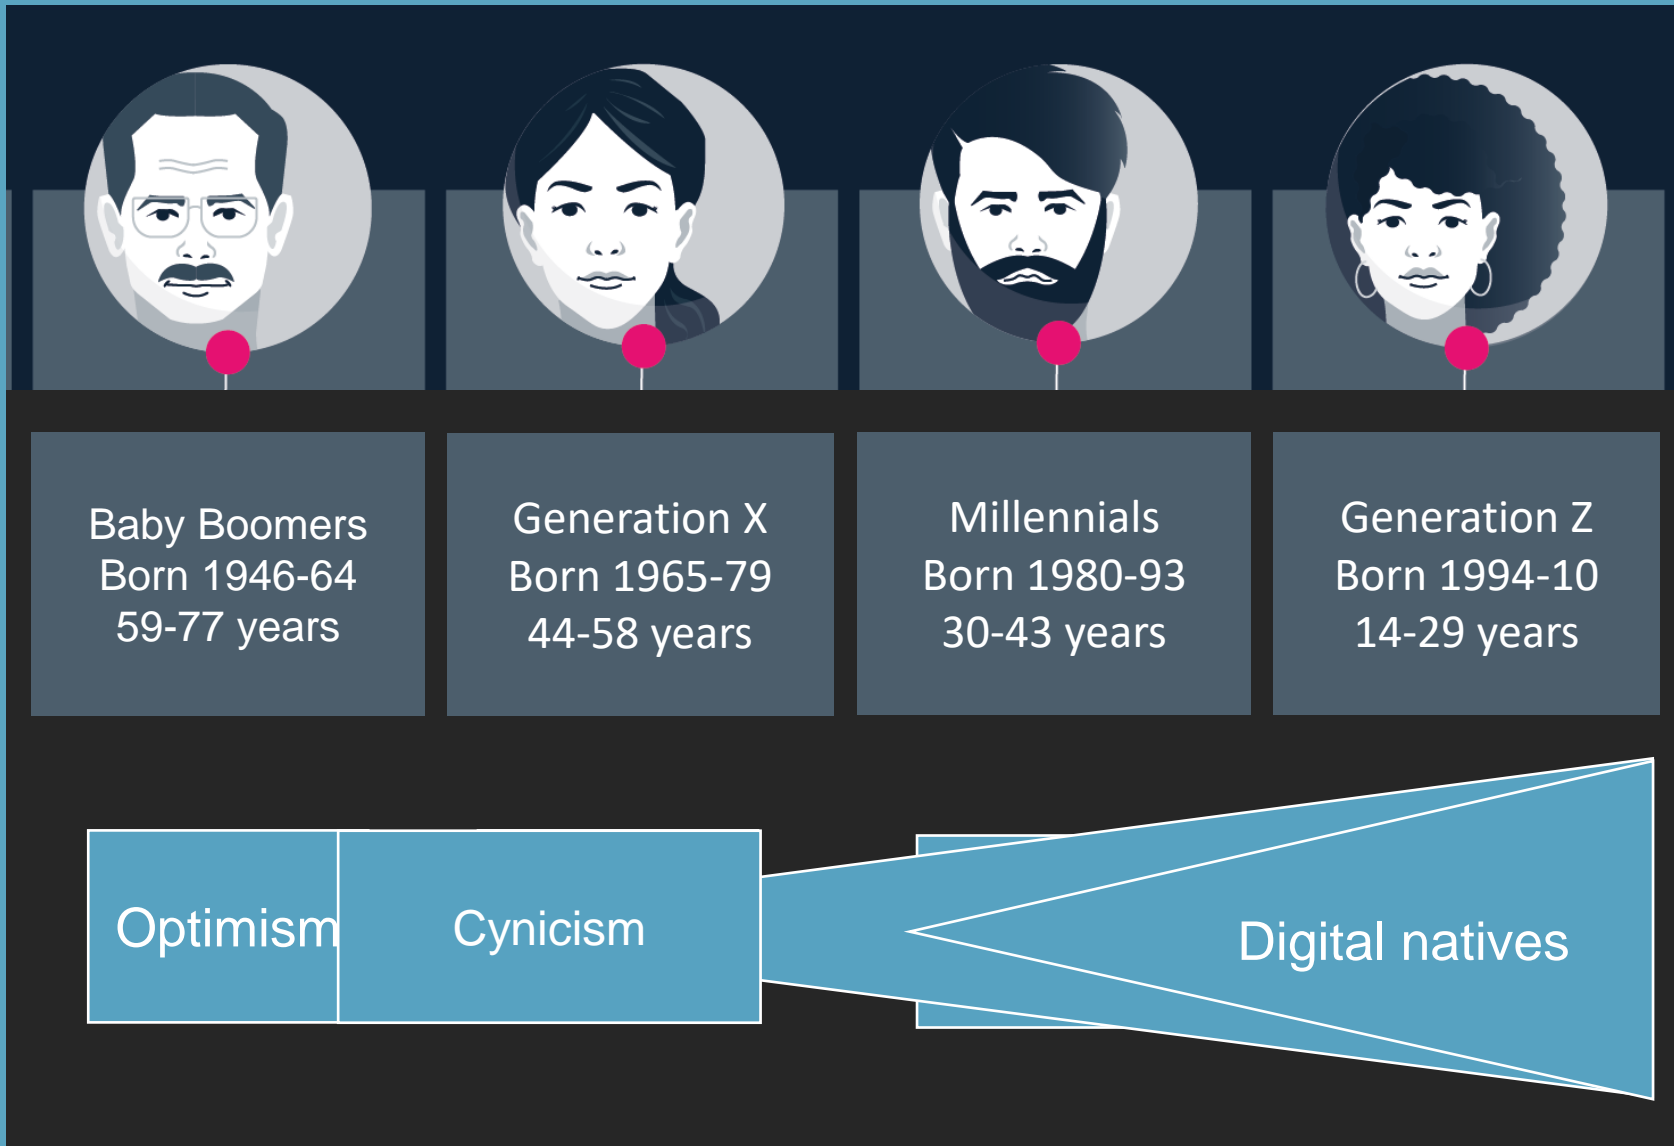 Baby Boomers
Born 1946-64
59-77 years
Generation X
Born 1965-79
44-58 years
Millennials
Born 1980-93
30-43 years
Generation Z
Born 1994-10
14-29 years
Optimism
Cynicism
Digital natives